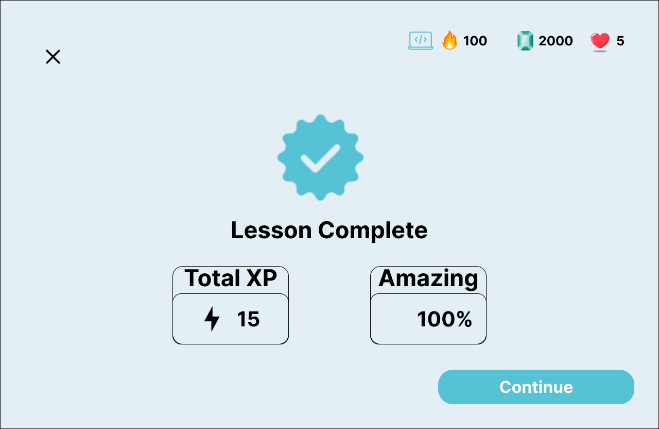 100 2000 5
Lesson Complete
Total XP
15
Amazing
100%
Continue